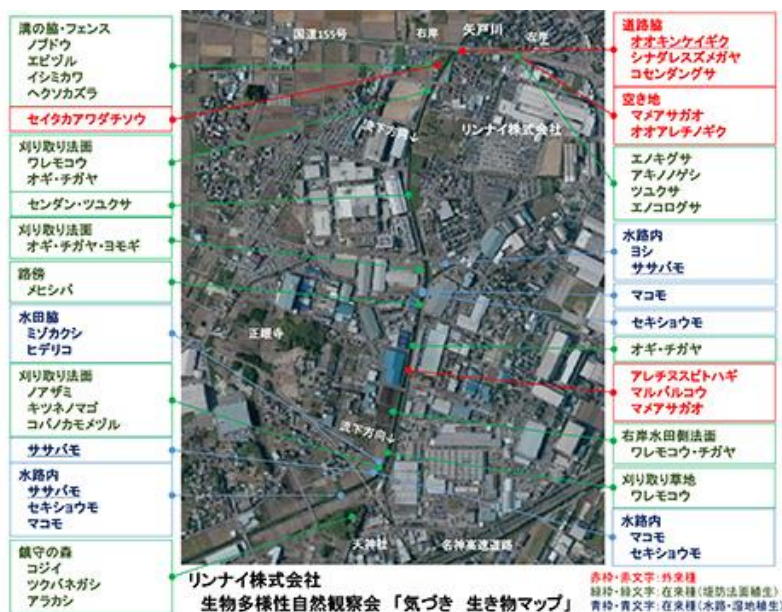 溝の脇・フェンス
ノブドウ
エビヅル
イシミカワ
ヘクソカズラ
セイタカアワダチソウ
刈り取り法面
ワレモコウ
オギ・チガヤ
センダン・ツユクサ
刈り取り法面
オギ・チガヤ・ヨモギ
路傍
メヒシバ
水田脇
ミゾカクシ
ヒデリコ
刈り取り法面
ノアザミ
キツネノマゴ
コバノカモメヅル
ササバモ
水路内
ササバモ
セキショウモ
マコモ
鎮守の森
コジイ
ツクバネガシ
アラカシ
国道155号
右岸
矢戸川
左岸
流下方向↓
リンナイ株式会社
正暉寺
流下方向↓
天神社
名神高速道路
道路脇
オオキンケイギク
シナダレスズメガヤ
コセンダングサ
空き地
マメアサガオ
オオアレチノギク
エノキグサ
アキノノゲシ
ツユクサ
エノコログサ
水路内
ヨシ
ササバモ
マコモ
セキショウモ
オギ・チガヤ
アレチヌスビトハギ
マルバルコウ
マメアサガオ
右岸水田側法面
ワレモコウ・チガヤ
刈り取り草地
ワレモコウ
水路内
マコモ
セキショウモ
リンナイ株式会社
生物多様性自然観察会 「気づき 生き物マップ」
赤枠・赤文字:外来種
緑枠・緑文字:在来種(堤防法面植生)
青枠・青文字:在来種(水路・湿地植生)